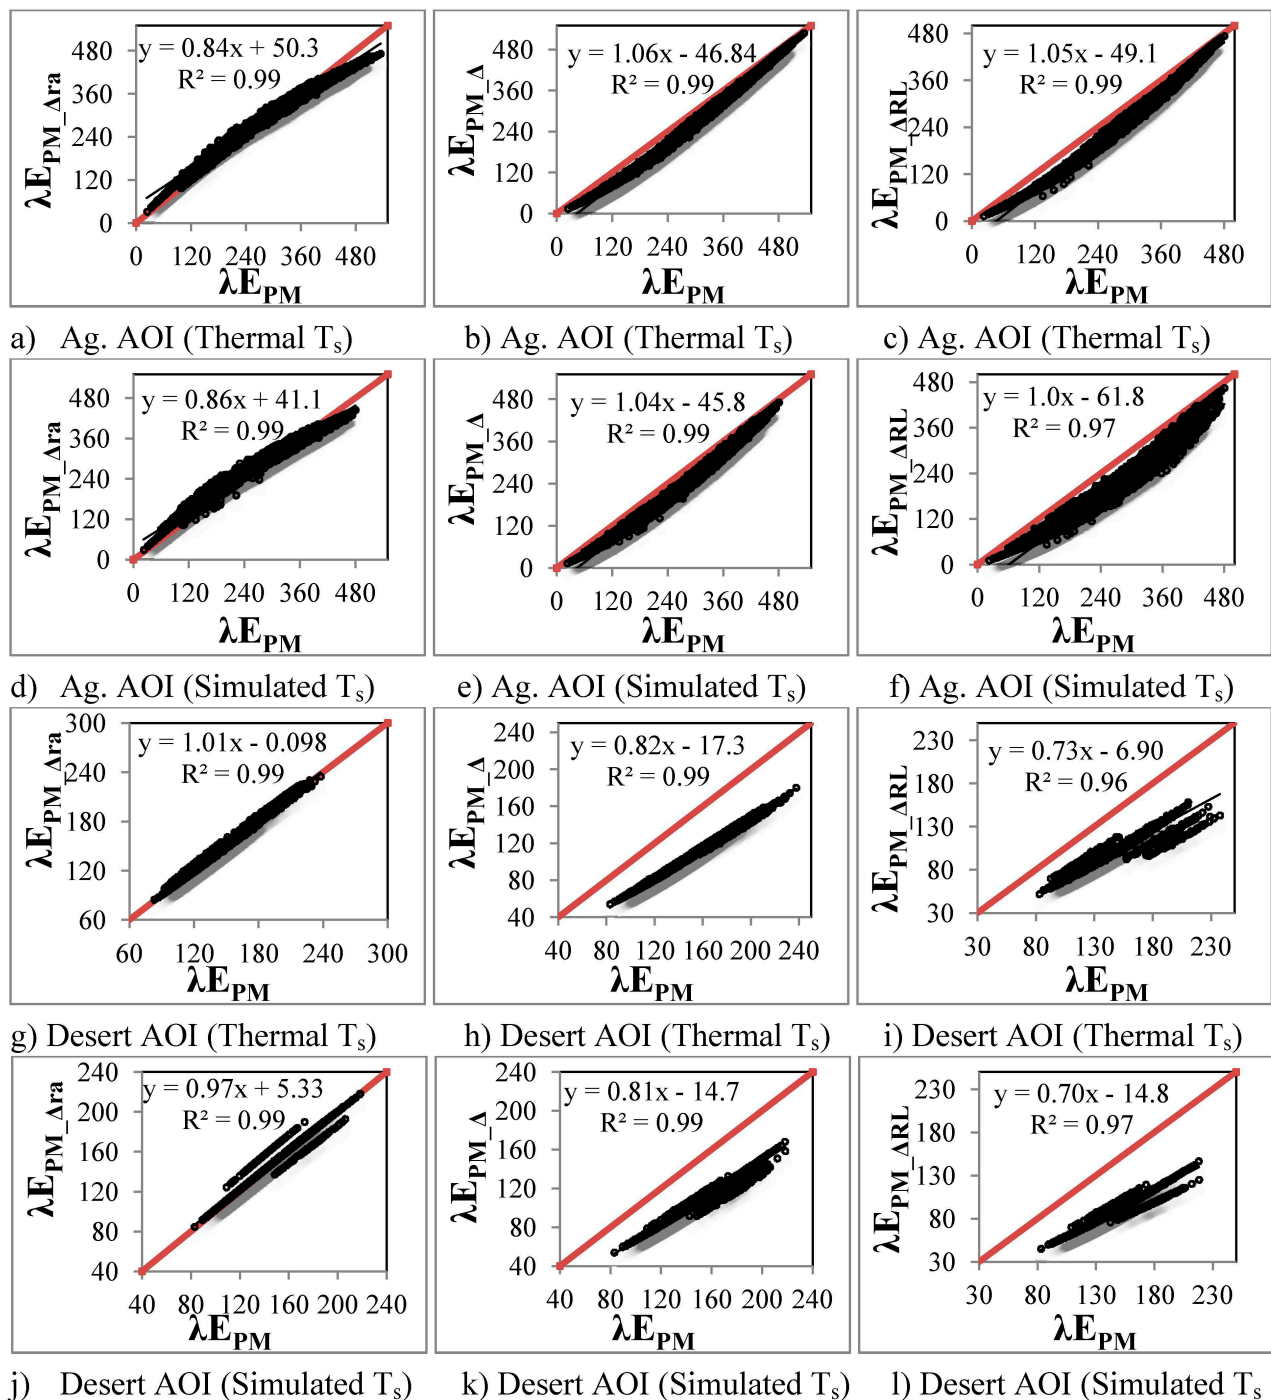 y = 0.84x + 50.3
R² = 0.99
λE_PM_Δra
480
360
240
120
0
0 120 240 360 480
λE_PM
a) Ag. AOI (Thermal T_s)
y = 1.06x - 46.84
R² = 0.99
λE_PM_Δ
480
360
240
120
0
0 120 240 360 480
λE_PM
b) Ag. AOI (Thermal T_s)
y = 1.05x - 49.1
R² = 0.99
λE_PM_ΔRL
480
360
240
120
0
0 120 240 360 480
λE_PM
c) Ag. AOI (Thermal T_s)
y = 0.86x + 41.1
R² = 0.99
λE_PM_Δra
480
360
240
120
0
0 120 240 360 480
λE_PM
d) Ag. AOI (Simulated T_s)
y = 1.04x - 45.8
R² = 0.99
λE_PM_Δ
480
360
240
120
0
0 120 240 360 480
λE_PM
e) Ag. AOI (Simulated T_s)
y = 1.0x - 61.8
R² = 0.97
λE_PM_ΔRL
480
360
240
120
0
0 120 240 360 480
λE_PM
f) Ag. AOI (Simulated T_s)
y = 1.01x - 0.098
R² = 0.99
λE_PM_Δra
300
240
180
120
60
60 120 180 240 300
λE_PM
g) Desert AOI (Thermal T_s)
y = 0.82x - 17.3
R² = 0.99
λE_PM_Δ
240
200
160
120
80
40
40 80 120 160 200 240
λE_PM
h) Desert AOI (Thermal T_s)
y = 0.73x - 6.90
R² = 0.96
λE_PM_ΔRL
230
180
130
80
30
30 80 130 180 230
λE_PM
i) Desert AOI (Thermal T_s)
y = 0.97x + 5.33
R² = 0.99
λE_PM_Δra
240
200
160
120
80
40
40 80 120 160 200 240
λE_PM
j) Desert AOI (Simulated T_s)
y = 0.81x - 14.7
R² = 0.99
λE_PM_Δ
240
200
160
120
80
40
40 80 120 160 200 240
λE_PM
k) Desert AOI (Simulated T_s)
y = 0.70x - 14.8
R² = 0.97
λE_PM_ΔRL
230
180
130
80
30
30 80 130 180 230
λE_PM
l) Desert AOI (Simulated T_s)